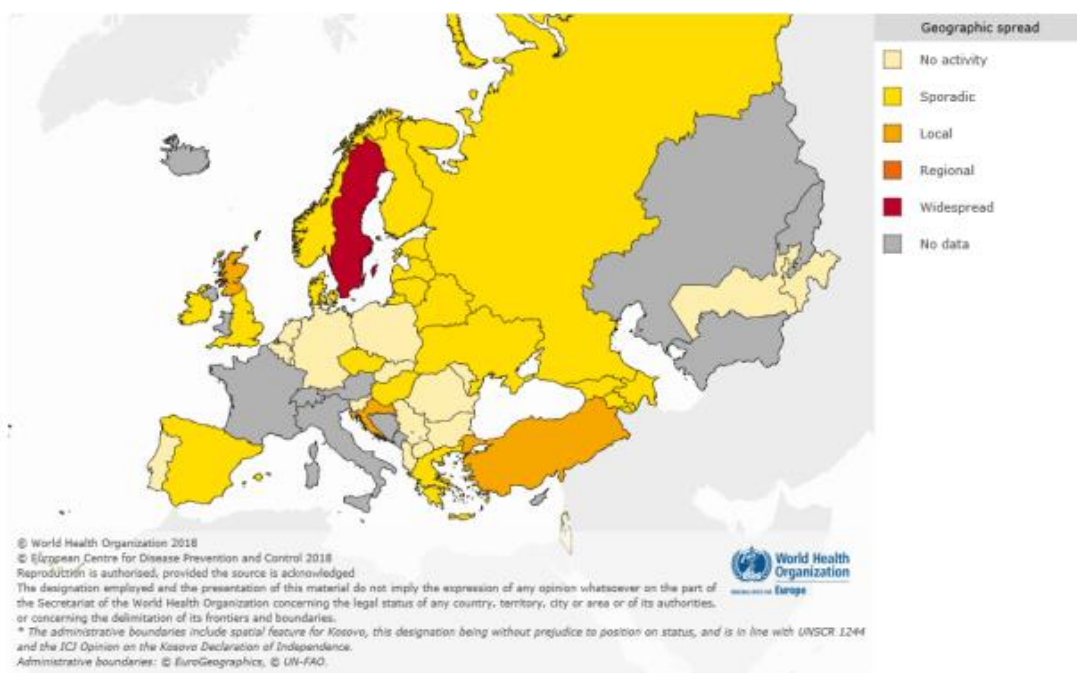 Geographic spread
No activity
Sporadic
Local
Regional
Widespread
No data
© World Health Organization 2018
© European Centre for Disease Prevention and Control 2018
Reproduction is authorised, provided the source is acknowledged
The designation employed and the presentation of this material do not imply the expression of any opinion whatsoever on the part of
the Secretariat of the World Health Organization concerning the legal status of any country, territory, city or area or of its authorities,
or concerning the delimitation of its frontiers and boundaries.
* The administrative boundaries include spatial feature for Kosovo, this designation being without prejudice to position on status, and is in line with UNSCR 1244
and the ICJ Opinion on the Kosovo Declaration of Independence.
Administrative boundaries: © EuroGeographics, © UN-FAO.
World Health
Organization
Europe